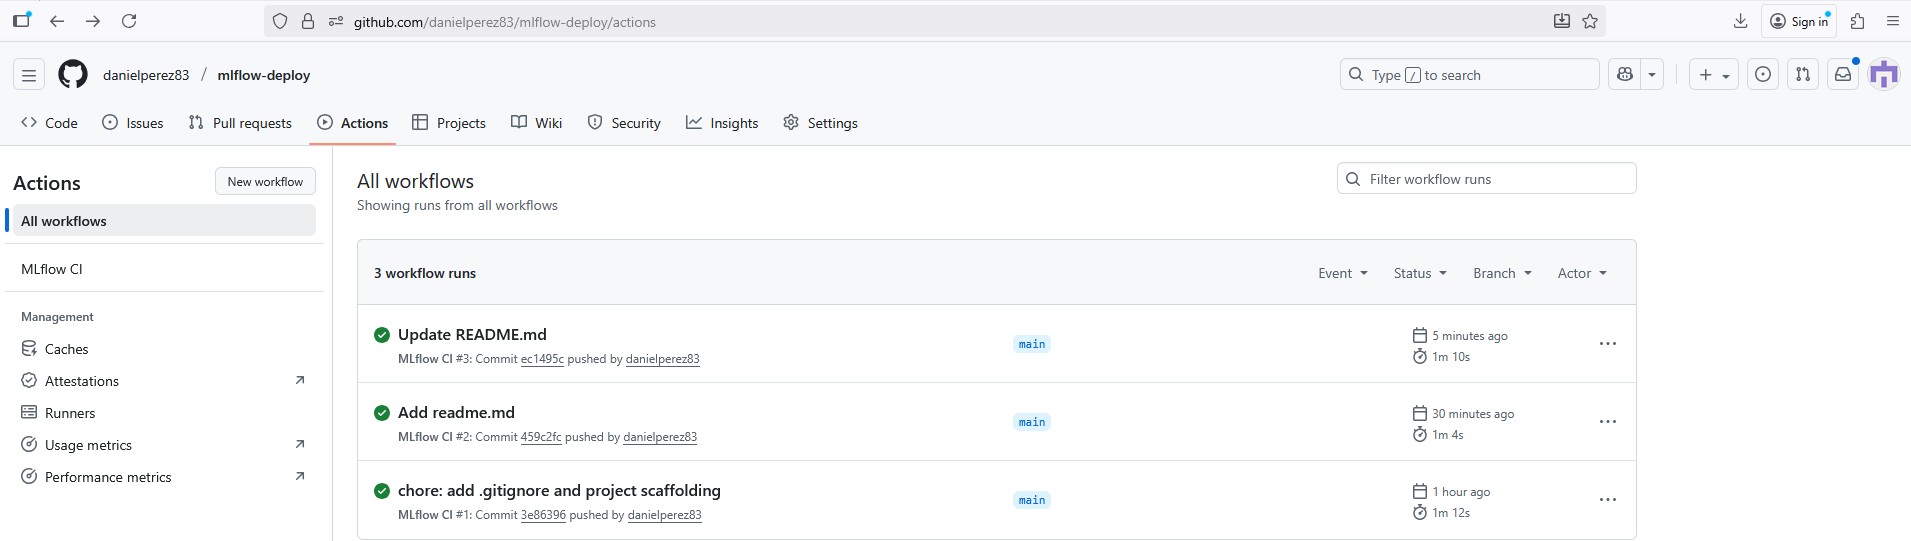 github.com/danielperez83/mlflow-deploy/actions
Sign in
danielperez83 / mlflow-deploy
Type / to search
Code Issues Pull requests Actions Projects Wiki Security Insights Settings
Actions
New workflow
All workflows
MLflow CI
Management
Caches
Attestations
Runners
Usage metrics
Performance metrics
All workflows
Showing runs from all workflows
Filter workflow runs
3 workflow runs
Event Status Branch Actor
Update README.md
MLflow CI #3: Commit ec1495c pushed by danielperez83
main
5 minutes ago
1m 10s
Add readme.md
MLflow CI #2: Commit 459c2fc pushed by danielperez83
main
30 minutes ago
1m 4s
chore: add .gitignore and project scaffolding
MLflow CI #1: Commit 3e86396 pushed by danielperez83
main
1 hour ago
1m 12s